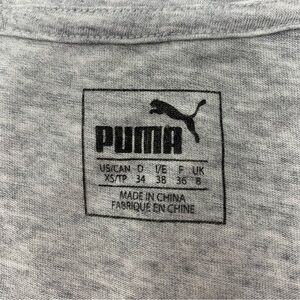 PUMA
US/CAN D I/E F UK
XS/TP 34 38 36 8
MADE IN CHINA
FABRIQUÉ EN CHINE